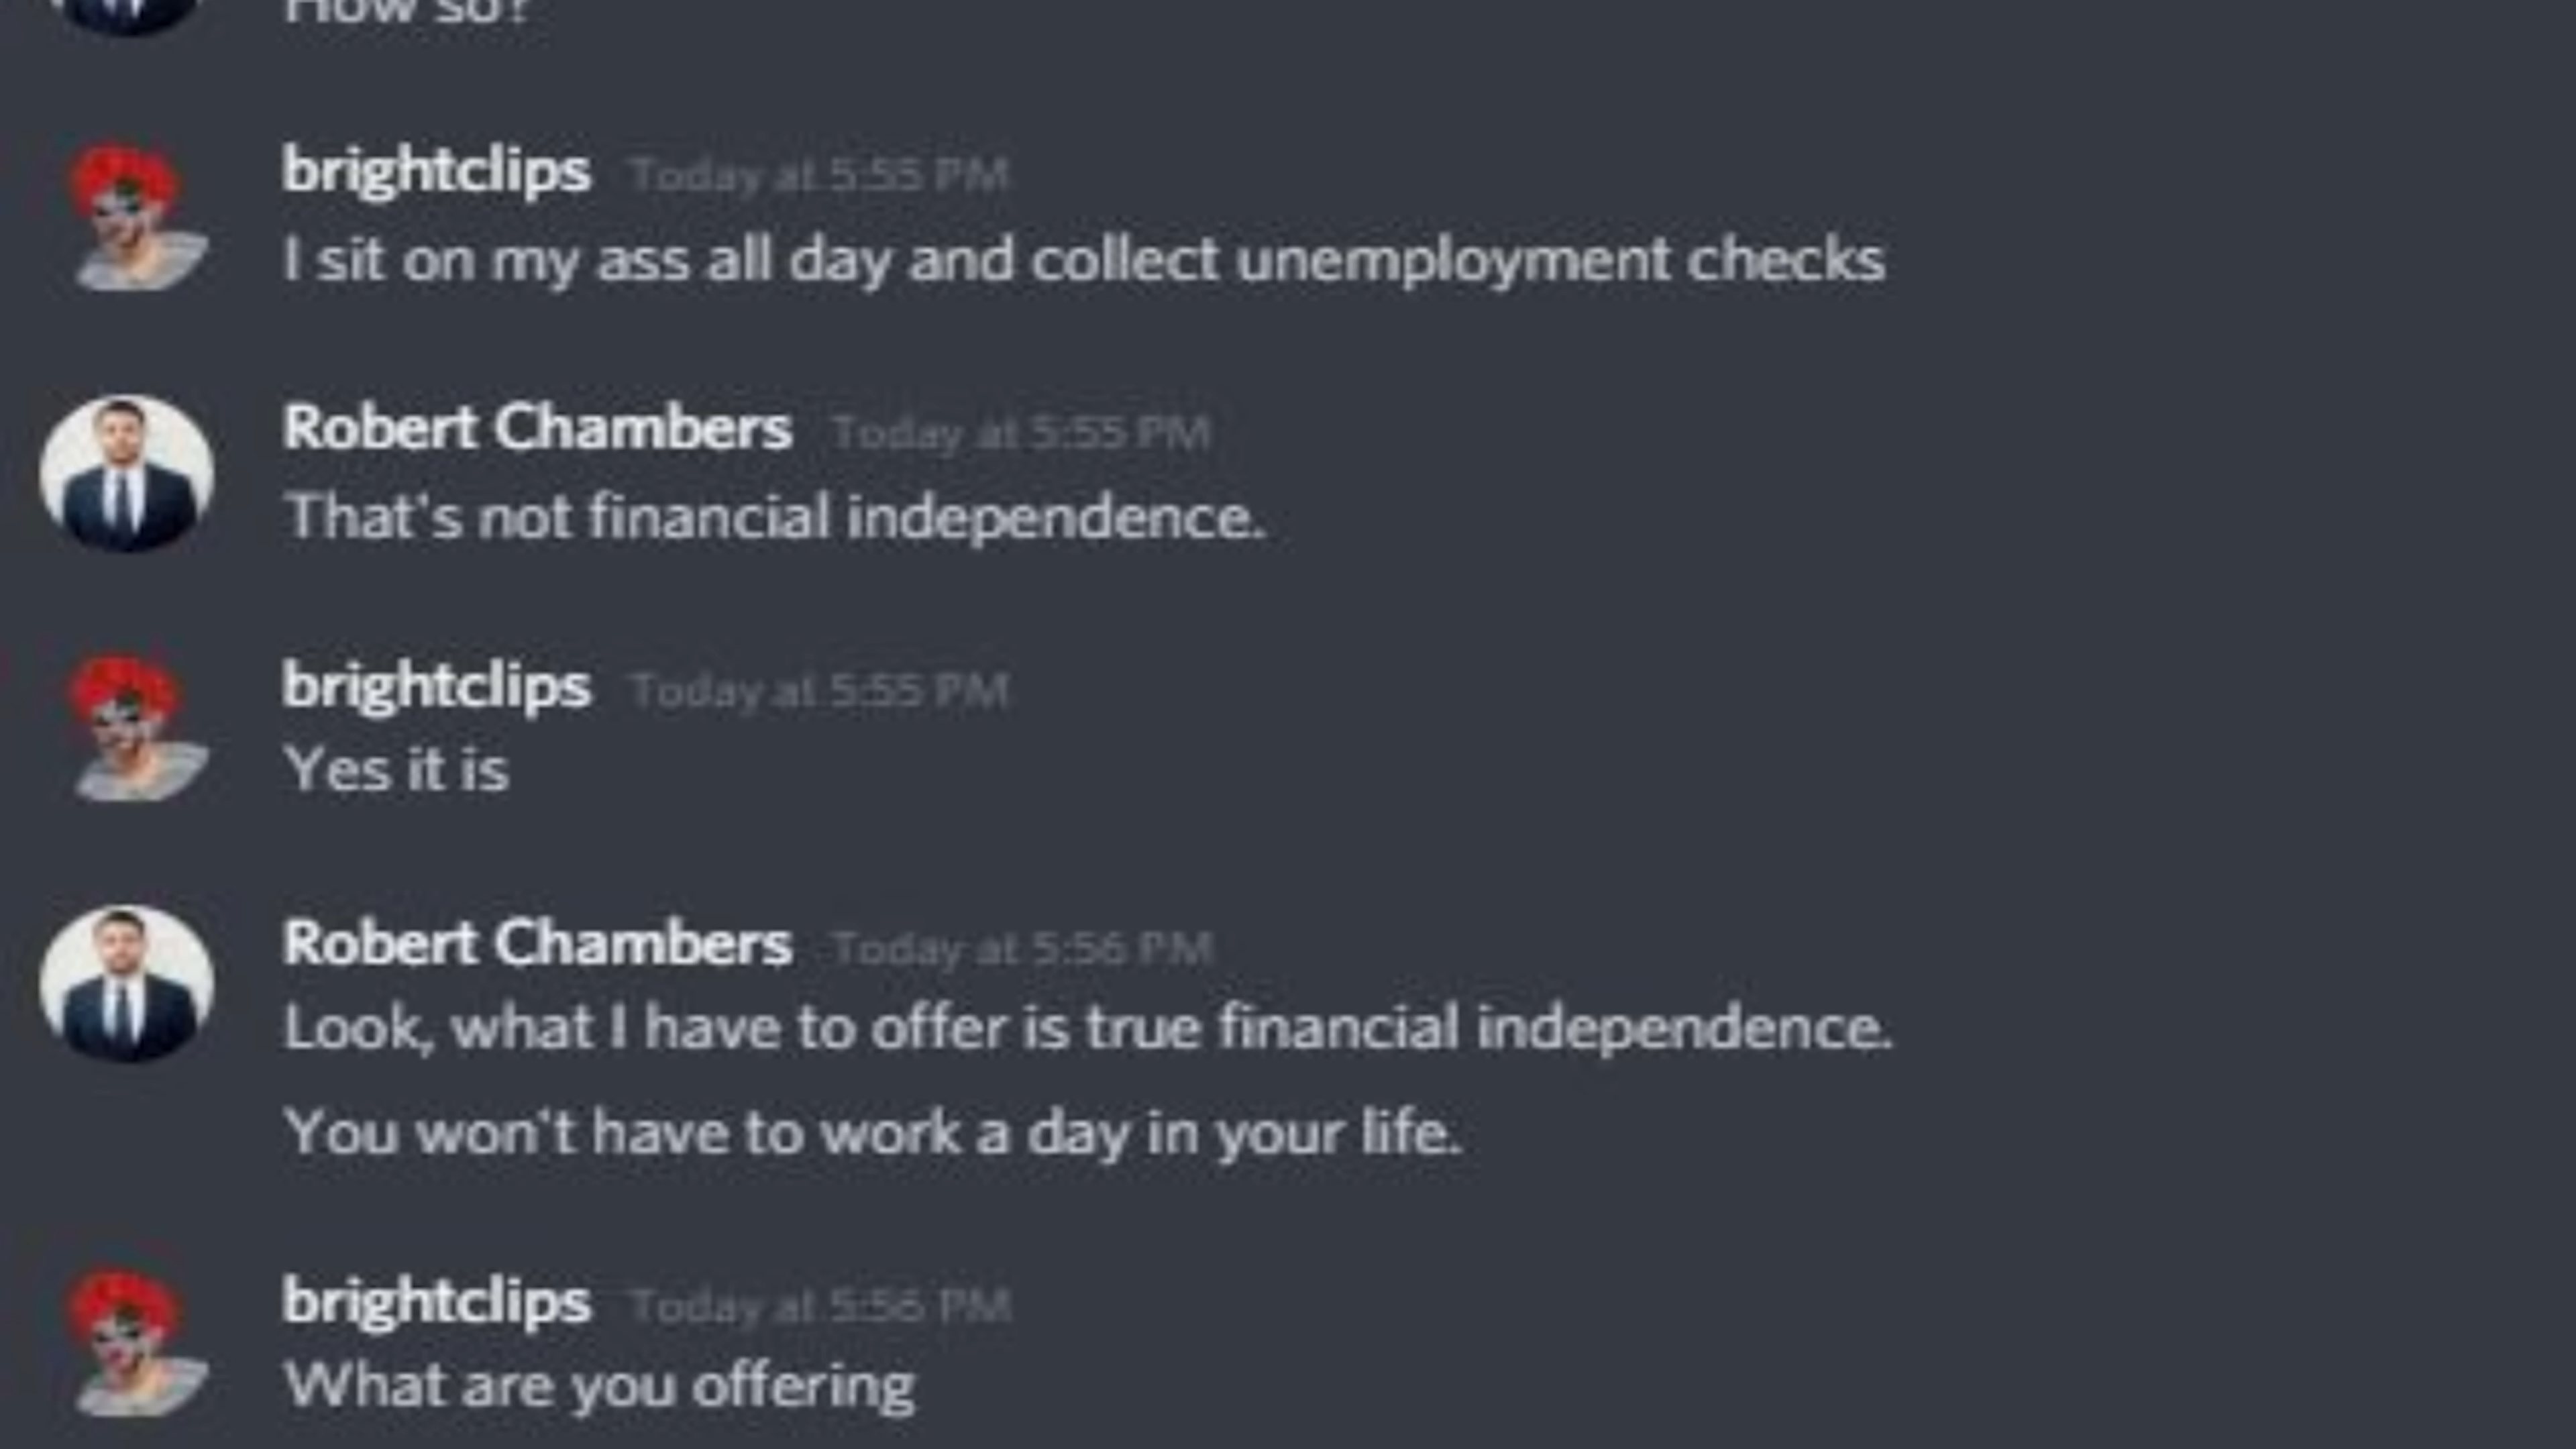 How so?
brightclips Today at 5:55 PM
I sit on my ass all day and collect unemployment checks
Robert Chambers Today at 5:55 PM
That's not financial independence.
brightclips Today at 5:55 PM
Yes it is
Robert Chambers Today at 5:56 PM
Look, what I have to offer is true financial independence.
You won't have to work a day in your life.
brightclips Today at 5:56 PM
What are you offering